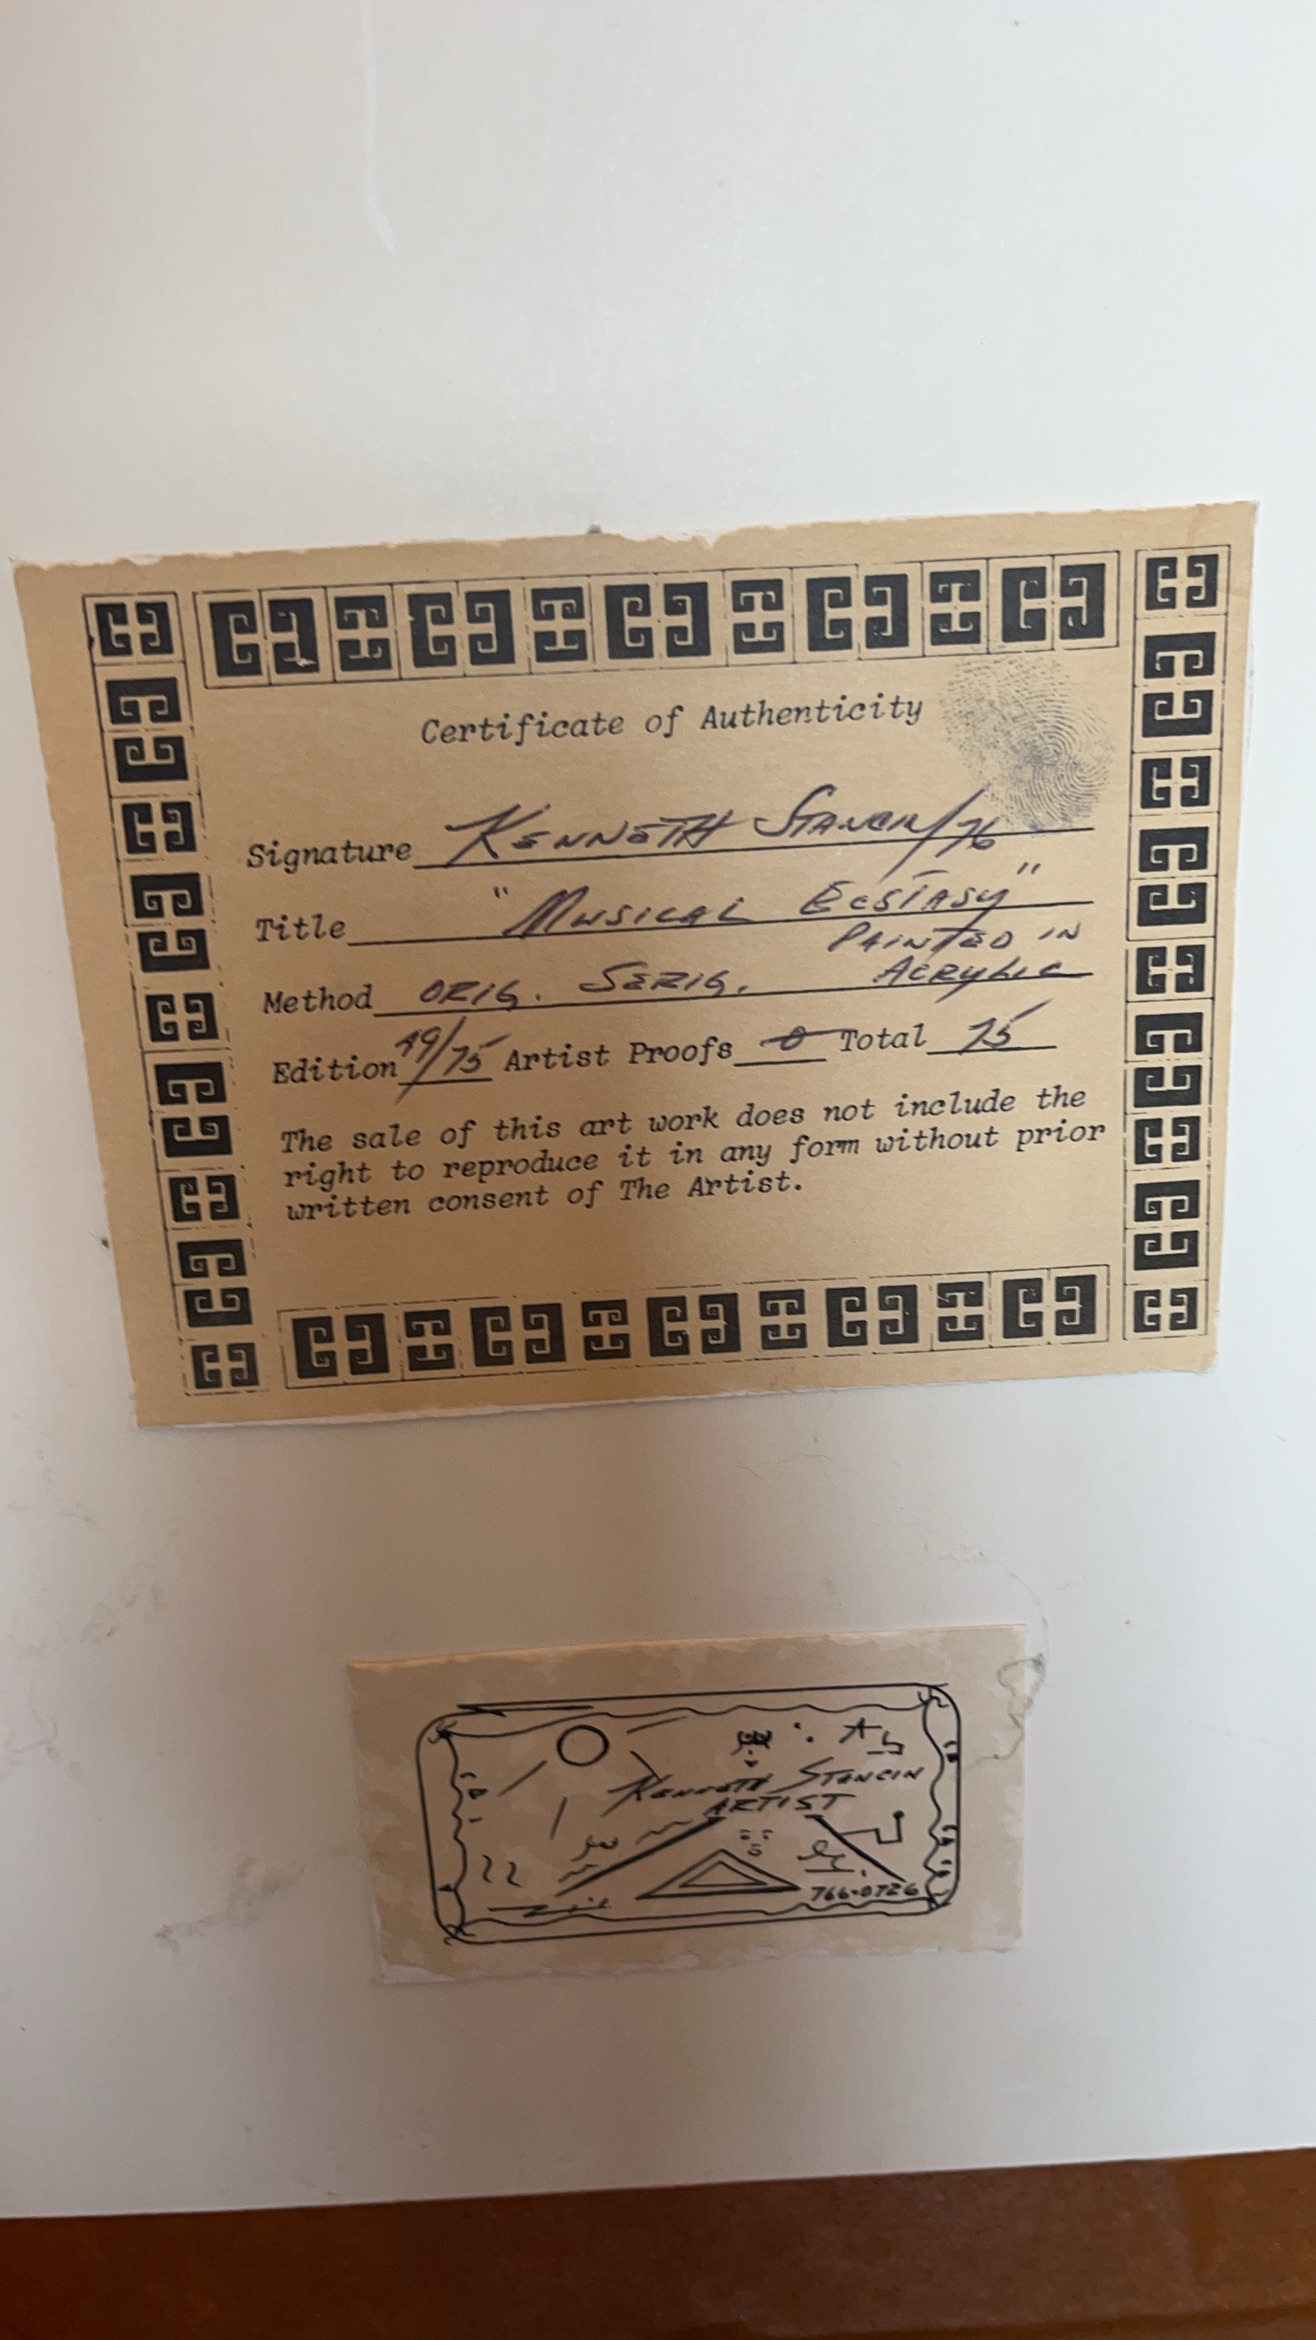 Certificate of Authenticity
Signature KENNETH STANCIN/76
Title "MUSICAL ECSTASY"
PAINTED IN
Method ORIG. SERIG. ACRYLIC
Edition 49/75 Artist Proofs 0 Total 75
The sale of this art work does not include the
right to reproduce it in any form without prior
written consent of The Artist.
KENNETH STANCIN
ARTIST
766-0726